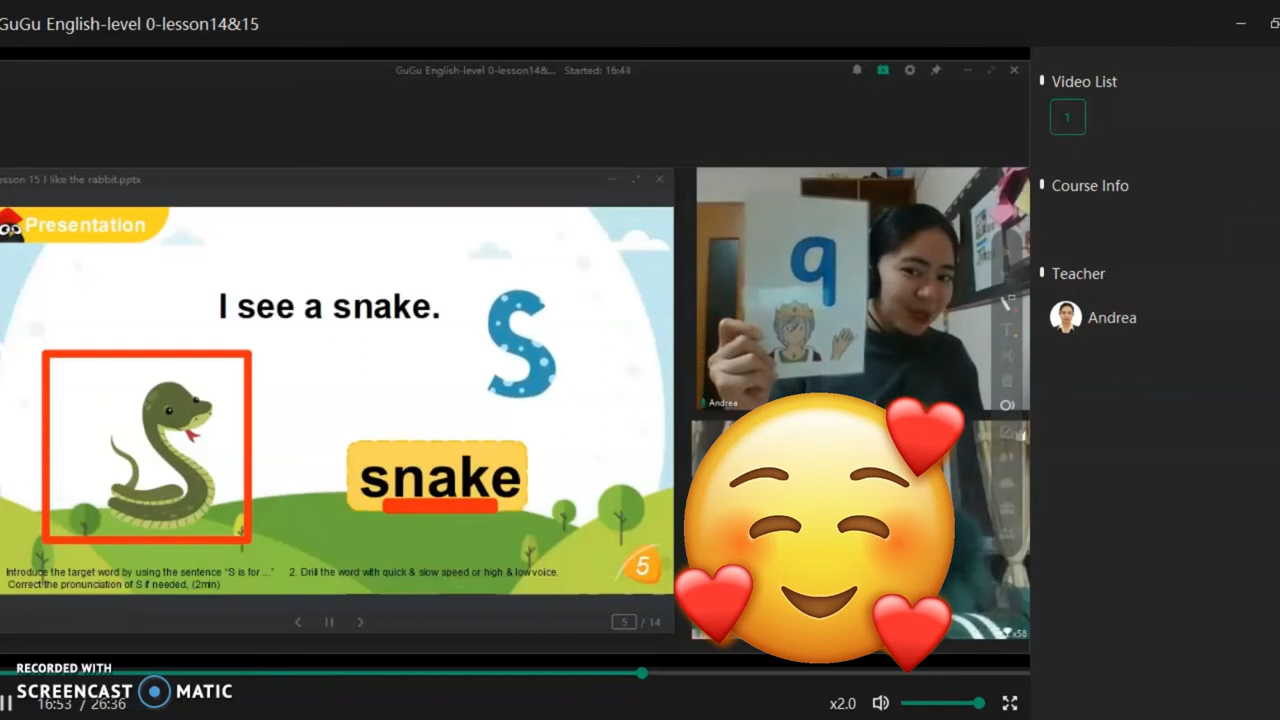 GuGu English-level 0-lesson14&15
GuGu English-level 0-lesson14&... Started: 16:41
esson 15 I like the rabbit.pptx
Presentation
I see a snake.
S
snake
Introduce the target word by using the sentence “S is for ...”
Correct the pronunciation of S if needed, (2min)
2. Drill the word with quick & slow speed or high & low voice.
5
5 / 14
q
Andrea
x58
Video List
1
Course Info
Teacher
Andrea
RECORDED WITH
SCREENCAST MATIC
16:53 / 26:36
x2.0